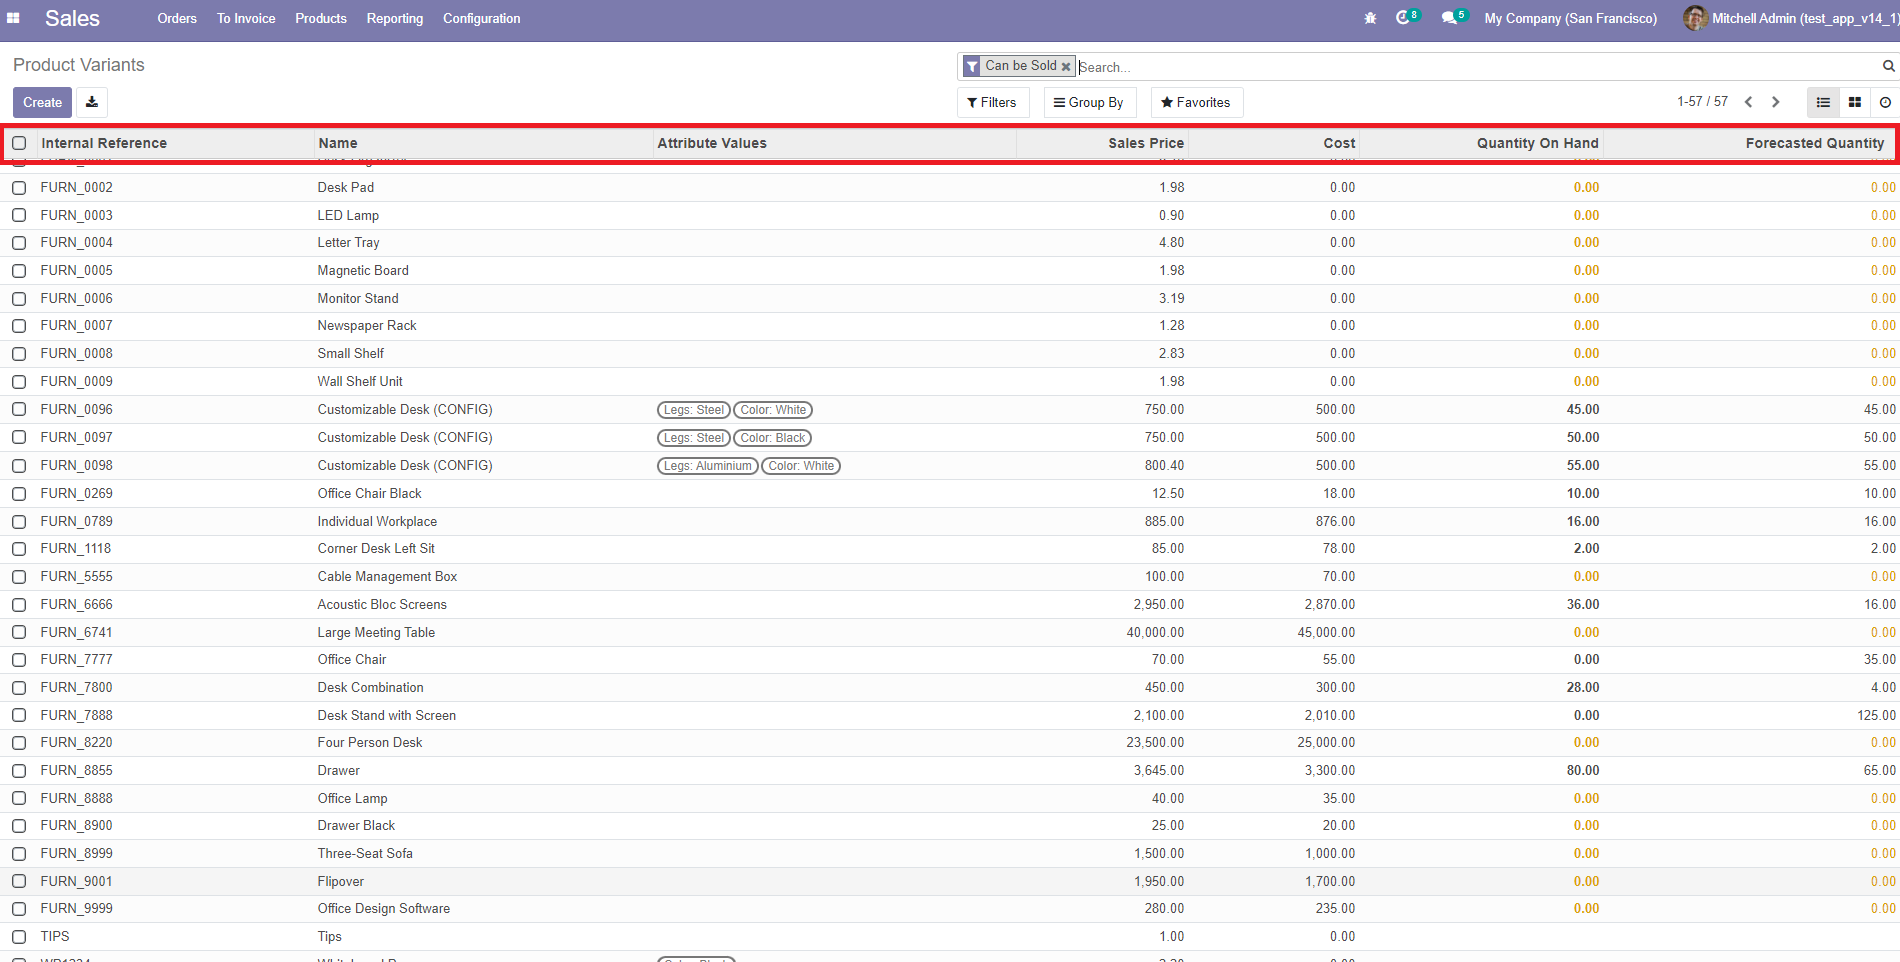 Sales Orders To Invoice Products Reporting Configuration 8 5 My Company (San Francisco) Mitchell Admin (test_app_v14_1)
Product Variants Can be Sold Search...
Create Filters Group By Favorites 1-57 / 57
Internal Reference Name Attribute Values Sales Price Cost Quantity On Hand Forecasted Quantity
FURN_0002 Desk Pad 1.98 0.00 0.00 0.00
FURN_0003 LED Lamp 0.90 0.00 0.00 0.00
FURN_0004 Letter Tray 4.80 0.00 0.00 0.00
FURN_0005 Magnetic Board 1.98 0.00 0.00 0.00
FURN_0006 Monitor Stand 3.19 0.00 0.00 0.00
FURN_0007 Newspaper Rack 1.28 0.00 0.00 0.00
FURN_0008 Small Shelf 2.83 0.00 0.00 0.00
FURN_0009 Wall Shelf Unit 1.98 0.00 0.00 0.00
FURN_0096 Customizable Desk (CONFIG) Legs: Steel Color: White 750.00 500.00 45.00 45.00
FURN_0097 Customizable Desk (CONFIG) Legs: Steel Color: Black 750.00 500.00 50.00 50.00
FURN_0098 Customizable Desk (CONFIG) Legs: Aluminium Color: White 800.40 500.00 55.00 55.00
FURN_0269 Office Chair Black 12.50 18.00 10.00 10.00
FURN_0789 Individual Workplace 885.00 876.00 16.00 16.00
FURN_1118 Corner Desk Left Sit 85.00 78.00 2.00 2.00
FURN_5555 Cable Management Box 100.00 70.00 0.00 0.00
FURN_6666 Acoustic Bloc Screens 2,950.00 2,870.00 36.00 16.00
FURN_6741 Large Meeting Table 40,000.00 45,000.00 0.00 0.00
FURN_7777 Office Chair 70.00 55.00 0.00 35.00
FURN_7800 Desk Combination 450.00 300.00 28.00 4.00
FURN_7888 Desk Stand with Screen 2,100.00 2,010.00 0.00 125.00
FURN_8220 Four Person Desk 23,500.00 25,000.00 0.00 0.00
FURN_8855 Drawer 3,645.00 3,300.00 80.00 65.00
FURN_8888 Office Lamp 40.00 35.00 0.00 0.00
FURN_8900 Drawer Black 25.00 20.00 0.00 0.00
FURN_8999 Three-Seat Sofa 1,500.00 1,000.00 0.00 0.00
FURN_9001 Flipover 1,950.00 1,700.00 0.00 0.00
FURN_9999 Office Design Software 280.00 235.00 0.00 0.00
TIPS Tips 1.00 0.00